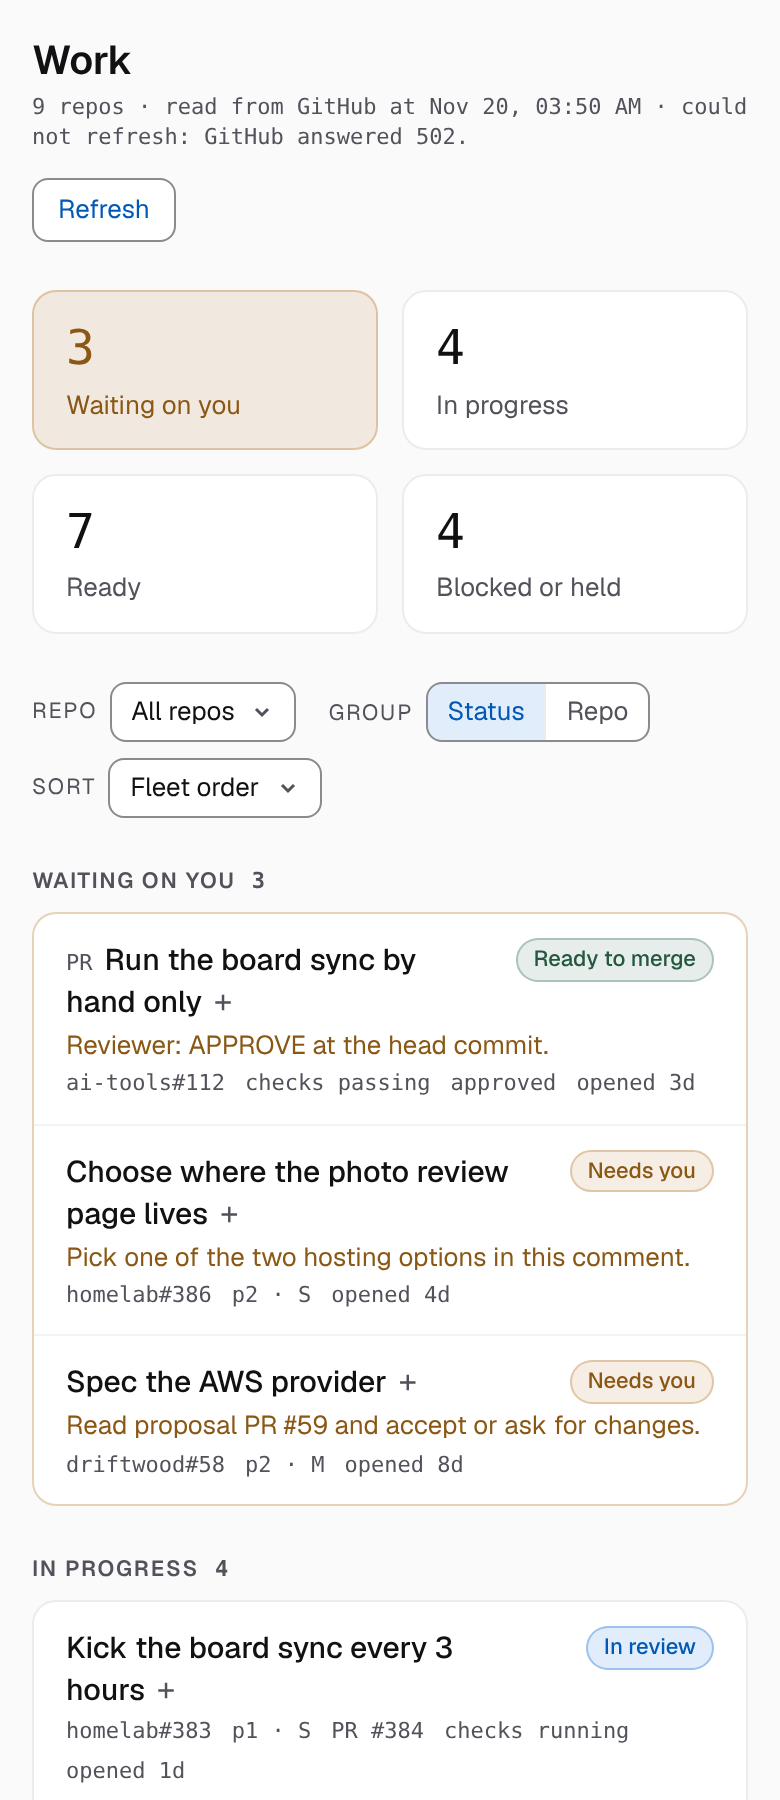 Work
9 repos · read from GitHub at Nov 20, 03:50 AM · could
not refresh: GitHub answered 502.
Refresh
3
Waiting on you
4
In progress
7
Ready
4
Blocked or held
REPO All repos GROUP Status Repo
SORT Fleet order
WAITING ON YOU 3
PR Run the board sync by
hand only +
Ready to merge
Reviewer: APPROVE at the head commit.
ai-tools#112 checks passing approved opened 3d
Choose where the photo review
page lives +
Needs you
Pick one of the two hosting options in this comment.
homelab#386 p2 · S opened 4d
Spec the AWS provider +
Needs you
Read proposal PR #59 and accept or ask for changes.
driftwood#58 p2 · M opened 8d
IN PROGRESS 4
Kick the board sync every 3
hours +
In review
homelab#383 p1 · S PR #384 checks running
opened 1d